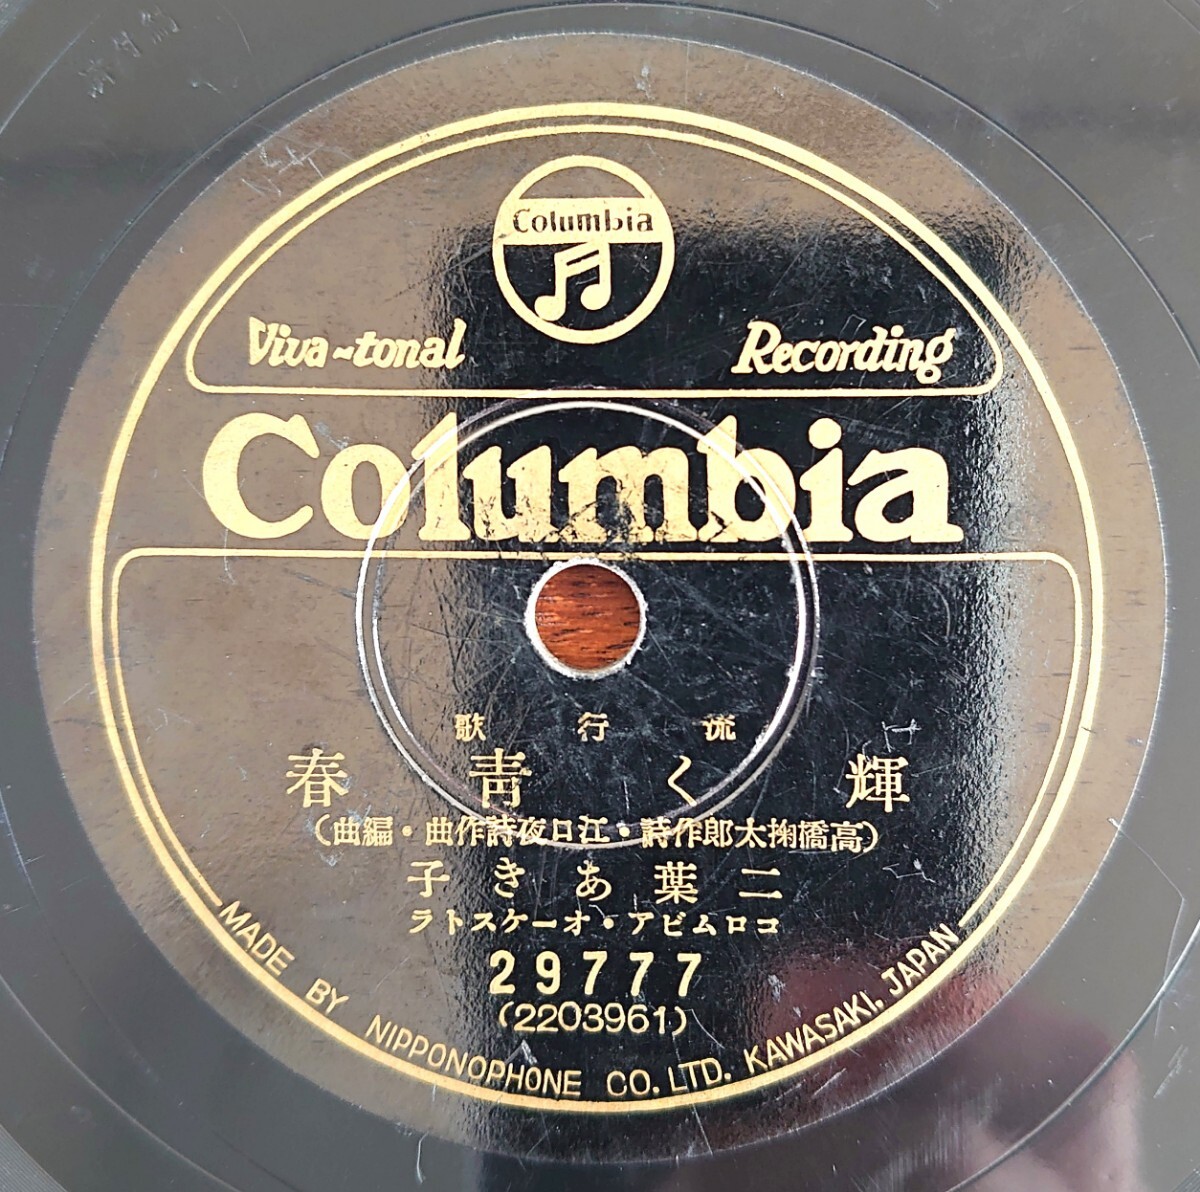 Columbia
Viva-tonal Recording
Columbia
流行歌
輝く青春
(高橋掬太郎作詩・江口夜詩作曲・編曲)
二葉あき子
コロムビア・オーケストラ
29777
(2203961)
MADE BY NIPPONOPHONE CO. LTD. KAWASAKI, JAPAN